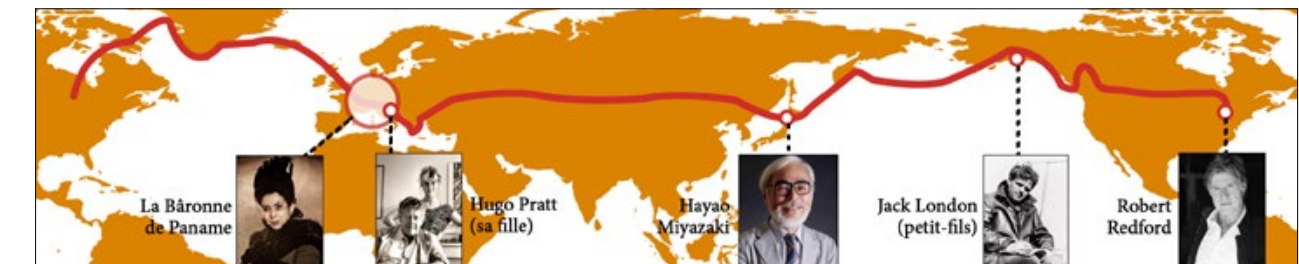 La Bâronne
de Paname
Hugo Pratt
(sa fille)
Hayao
Miyazaki
Jack London
(petit-fils)
Robert
Redford